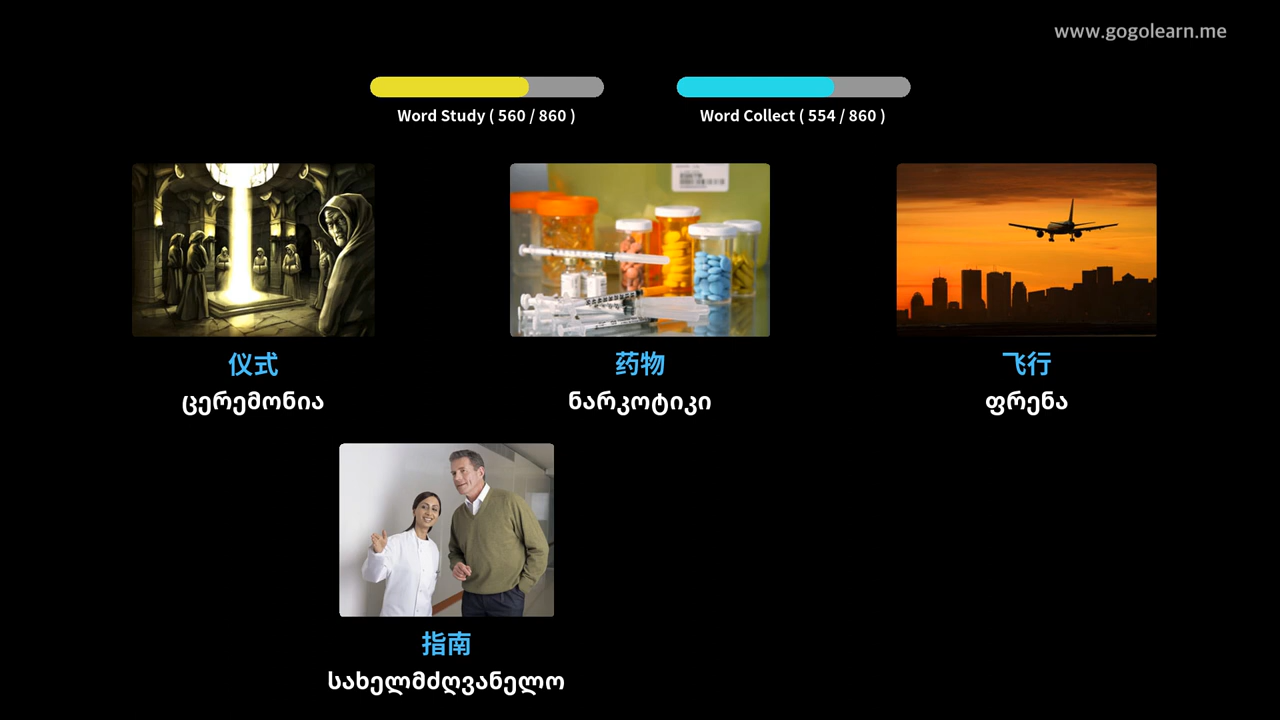 www.gogolearn.me
Word Study ( 560 / 860 )
Word Collect ( 554 / 860 )
仪式
ცერემონია
药物
ნარკოტიკი
飞行
ფრენა
指南
სახელმძღვანელო